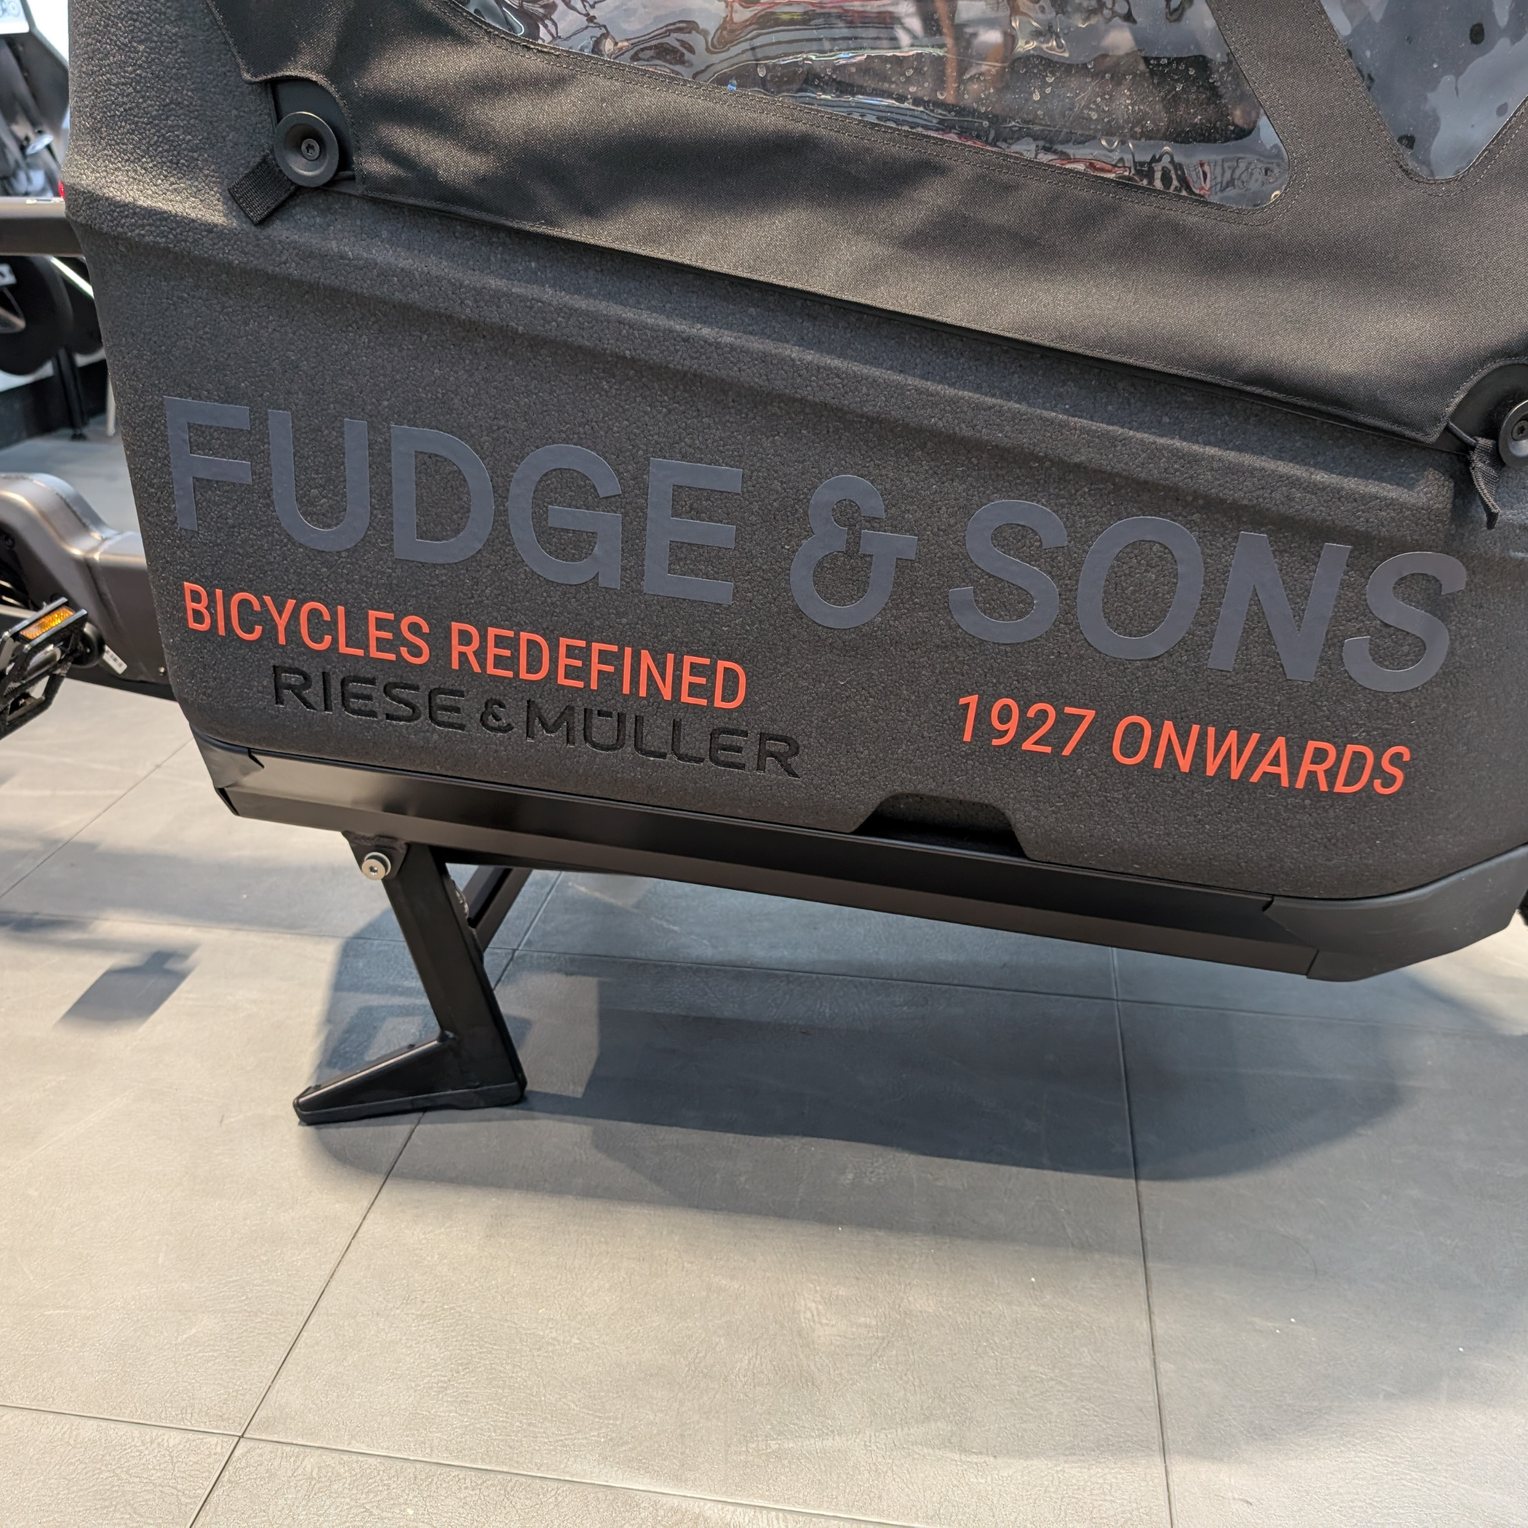 FUDGE & SONS
BICYCLES REDEFINED
RIESE & MÜLLER
1927 ONWARDS